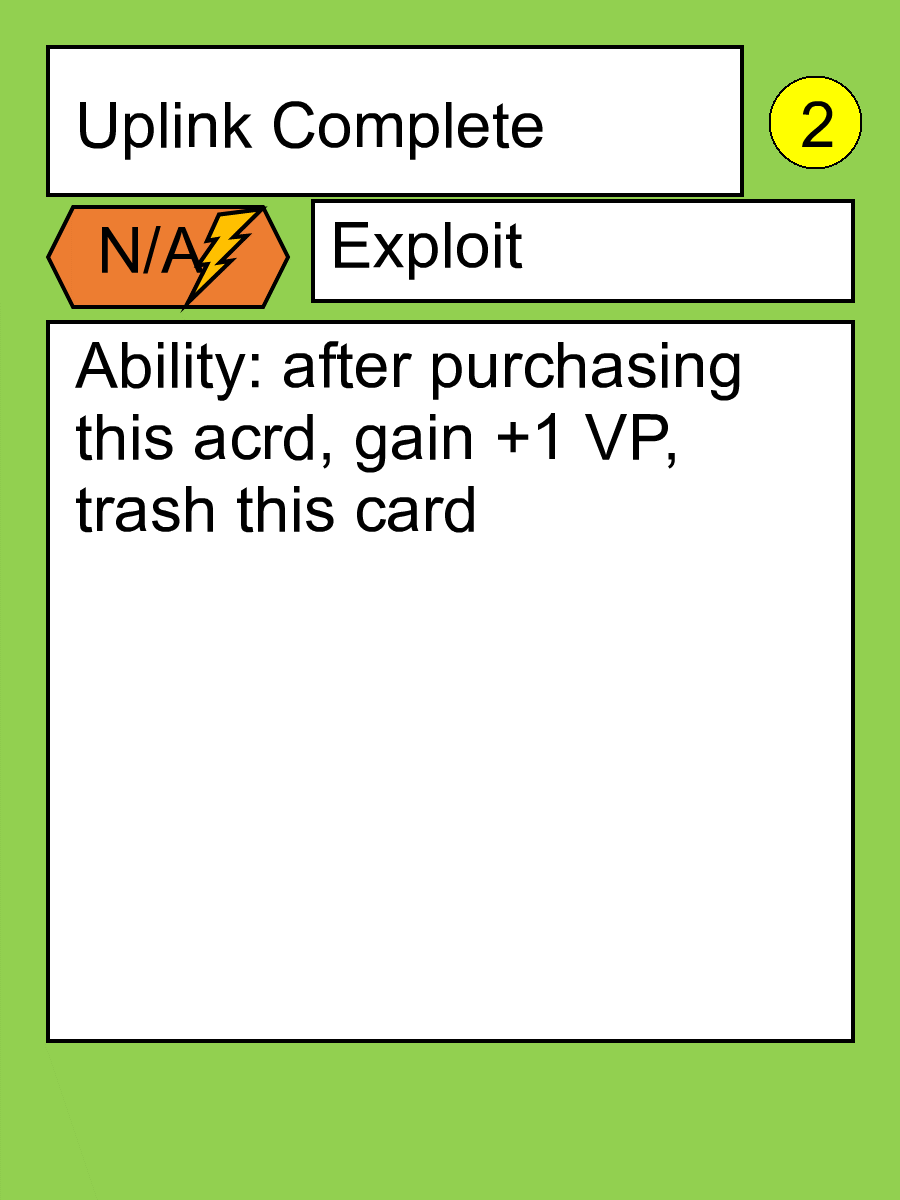 Uplink Complete
2
N/A
Exploit
Ability: after purchasing
this acrd, gain +1 VP,
trash this card